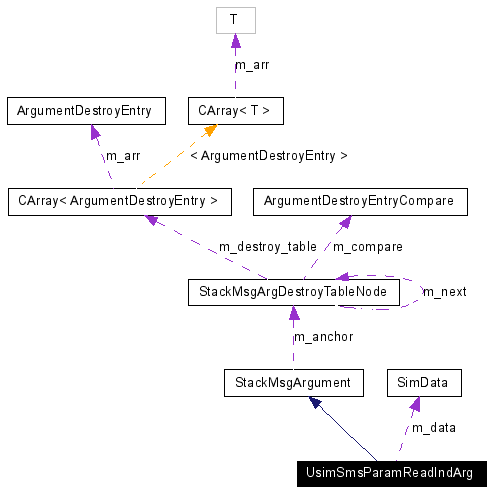 T
m_arr
ArgumentDestroyEntry
CArray< T >
m_arr
< ArgumentDestroyEntry >
CArray< ArgumentDestroyEntry >
ArgumentDestroyEntryCompare
m_destroy_table
m_compare
StackMsgArgDestroyTableNode
m_next
m_anchor
StackMsgArgument
SimData
m_data
UsimSmsParamReadIndArg